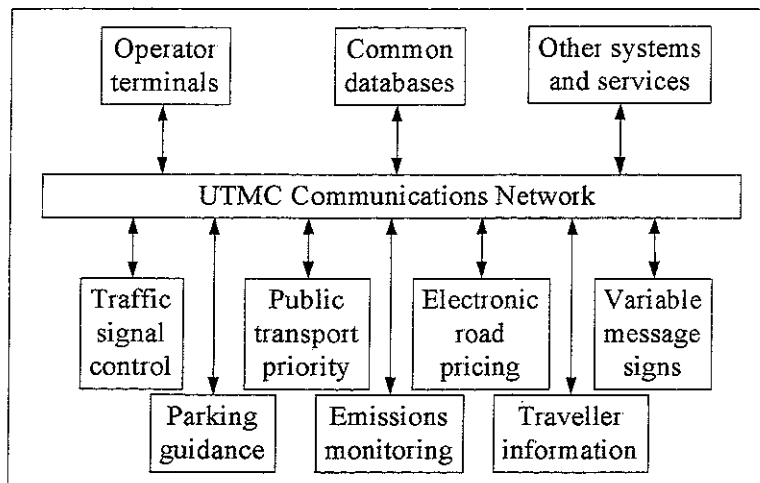 Operator
terminals
Common
databases
Other systems
and services
UTMC Communications Network
Traffic
signal
control
Public
transport
priority
Electronic
road
pricing
Variable
message
signs
Parking
guidance
Emissions
monitoring
Traveller
information